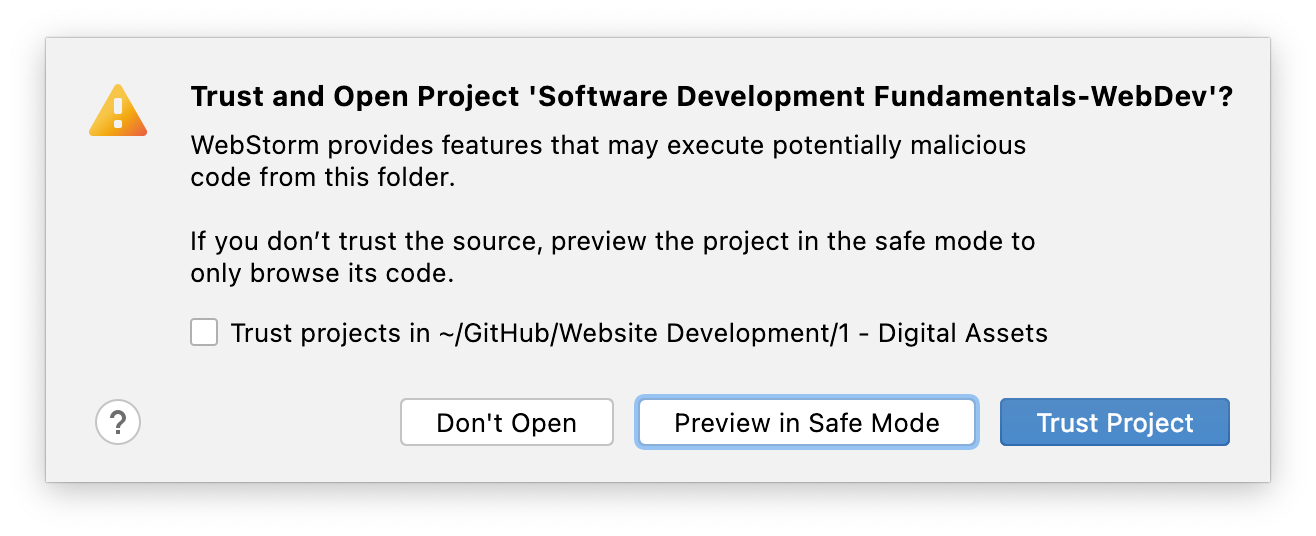 Trust and Open Project 'Software Development Fundamentals-WebDev'?
WebStorm provides features that may execute potentially malicious
code from this folder.
If you don’t trust the source, preview the project in the safe mode to
only browse its code.
Trust projects in ~/GitHub/Website Development/1 - Digital Assets
?
Don't Open
Preview in Safe Mode
Trust Project